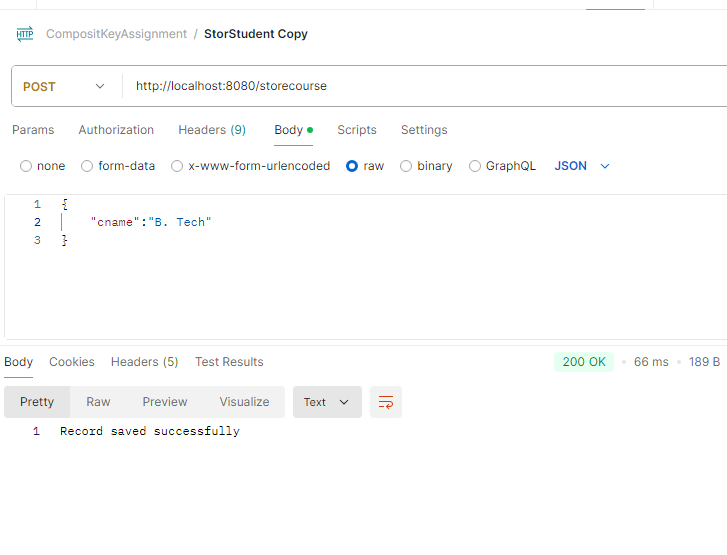 HTTP CompositKeyAssignment / StorStudent Copy
POST http://localhost:8080/storecourse
Params Authorization Headers (9) Body Scripts Settings
none form-data x-www-form-urlencoded raw binary GraphQL JSON
1 {
2 "cname":"B. Tech"
3 }
Body Cookies Headers (5) Test Results 200 OK 66 ms 189 B
Pretty Raw Preview Visualize Text
1 Record saved successfully